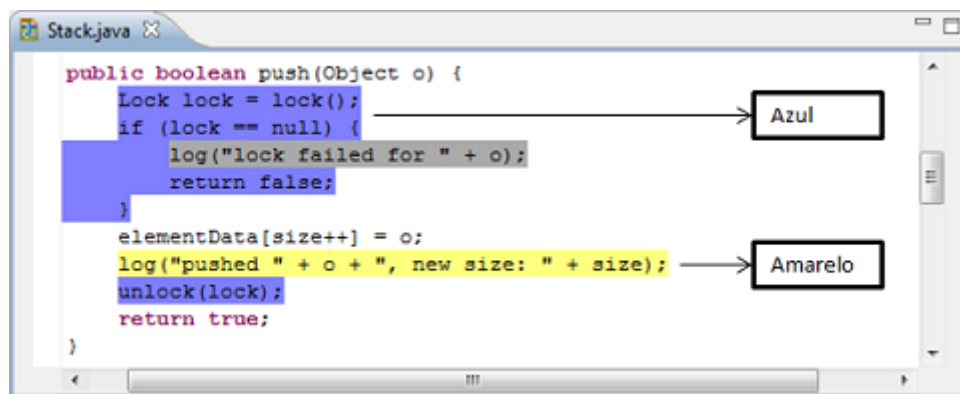 Stack.java
public boolean push(Object o) {
Lock lock = lock();
if (lock == null) {
log("lock failed for " + o);
return false;
}
elementData[size++] = o;
log("pushed " + o + ", new size: " + size);
unlock(lock);
return true;
}
Azul
Amarelo